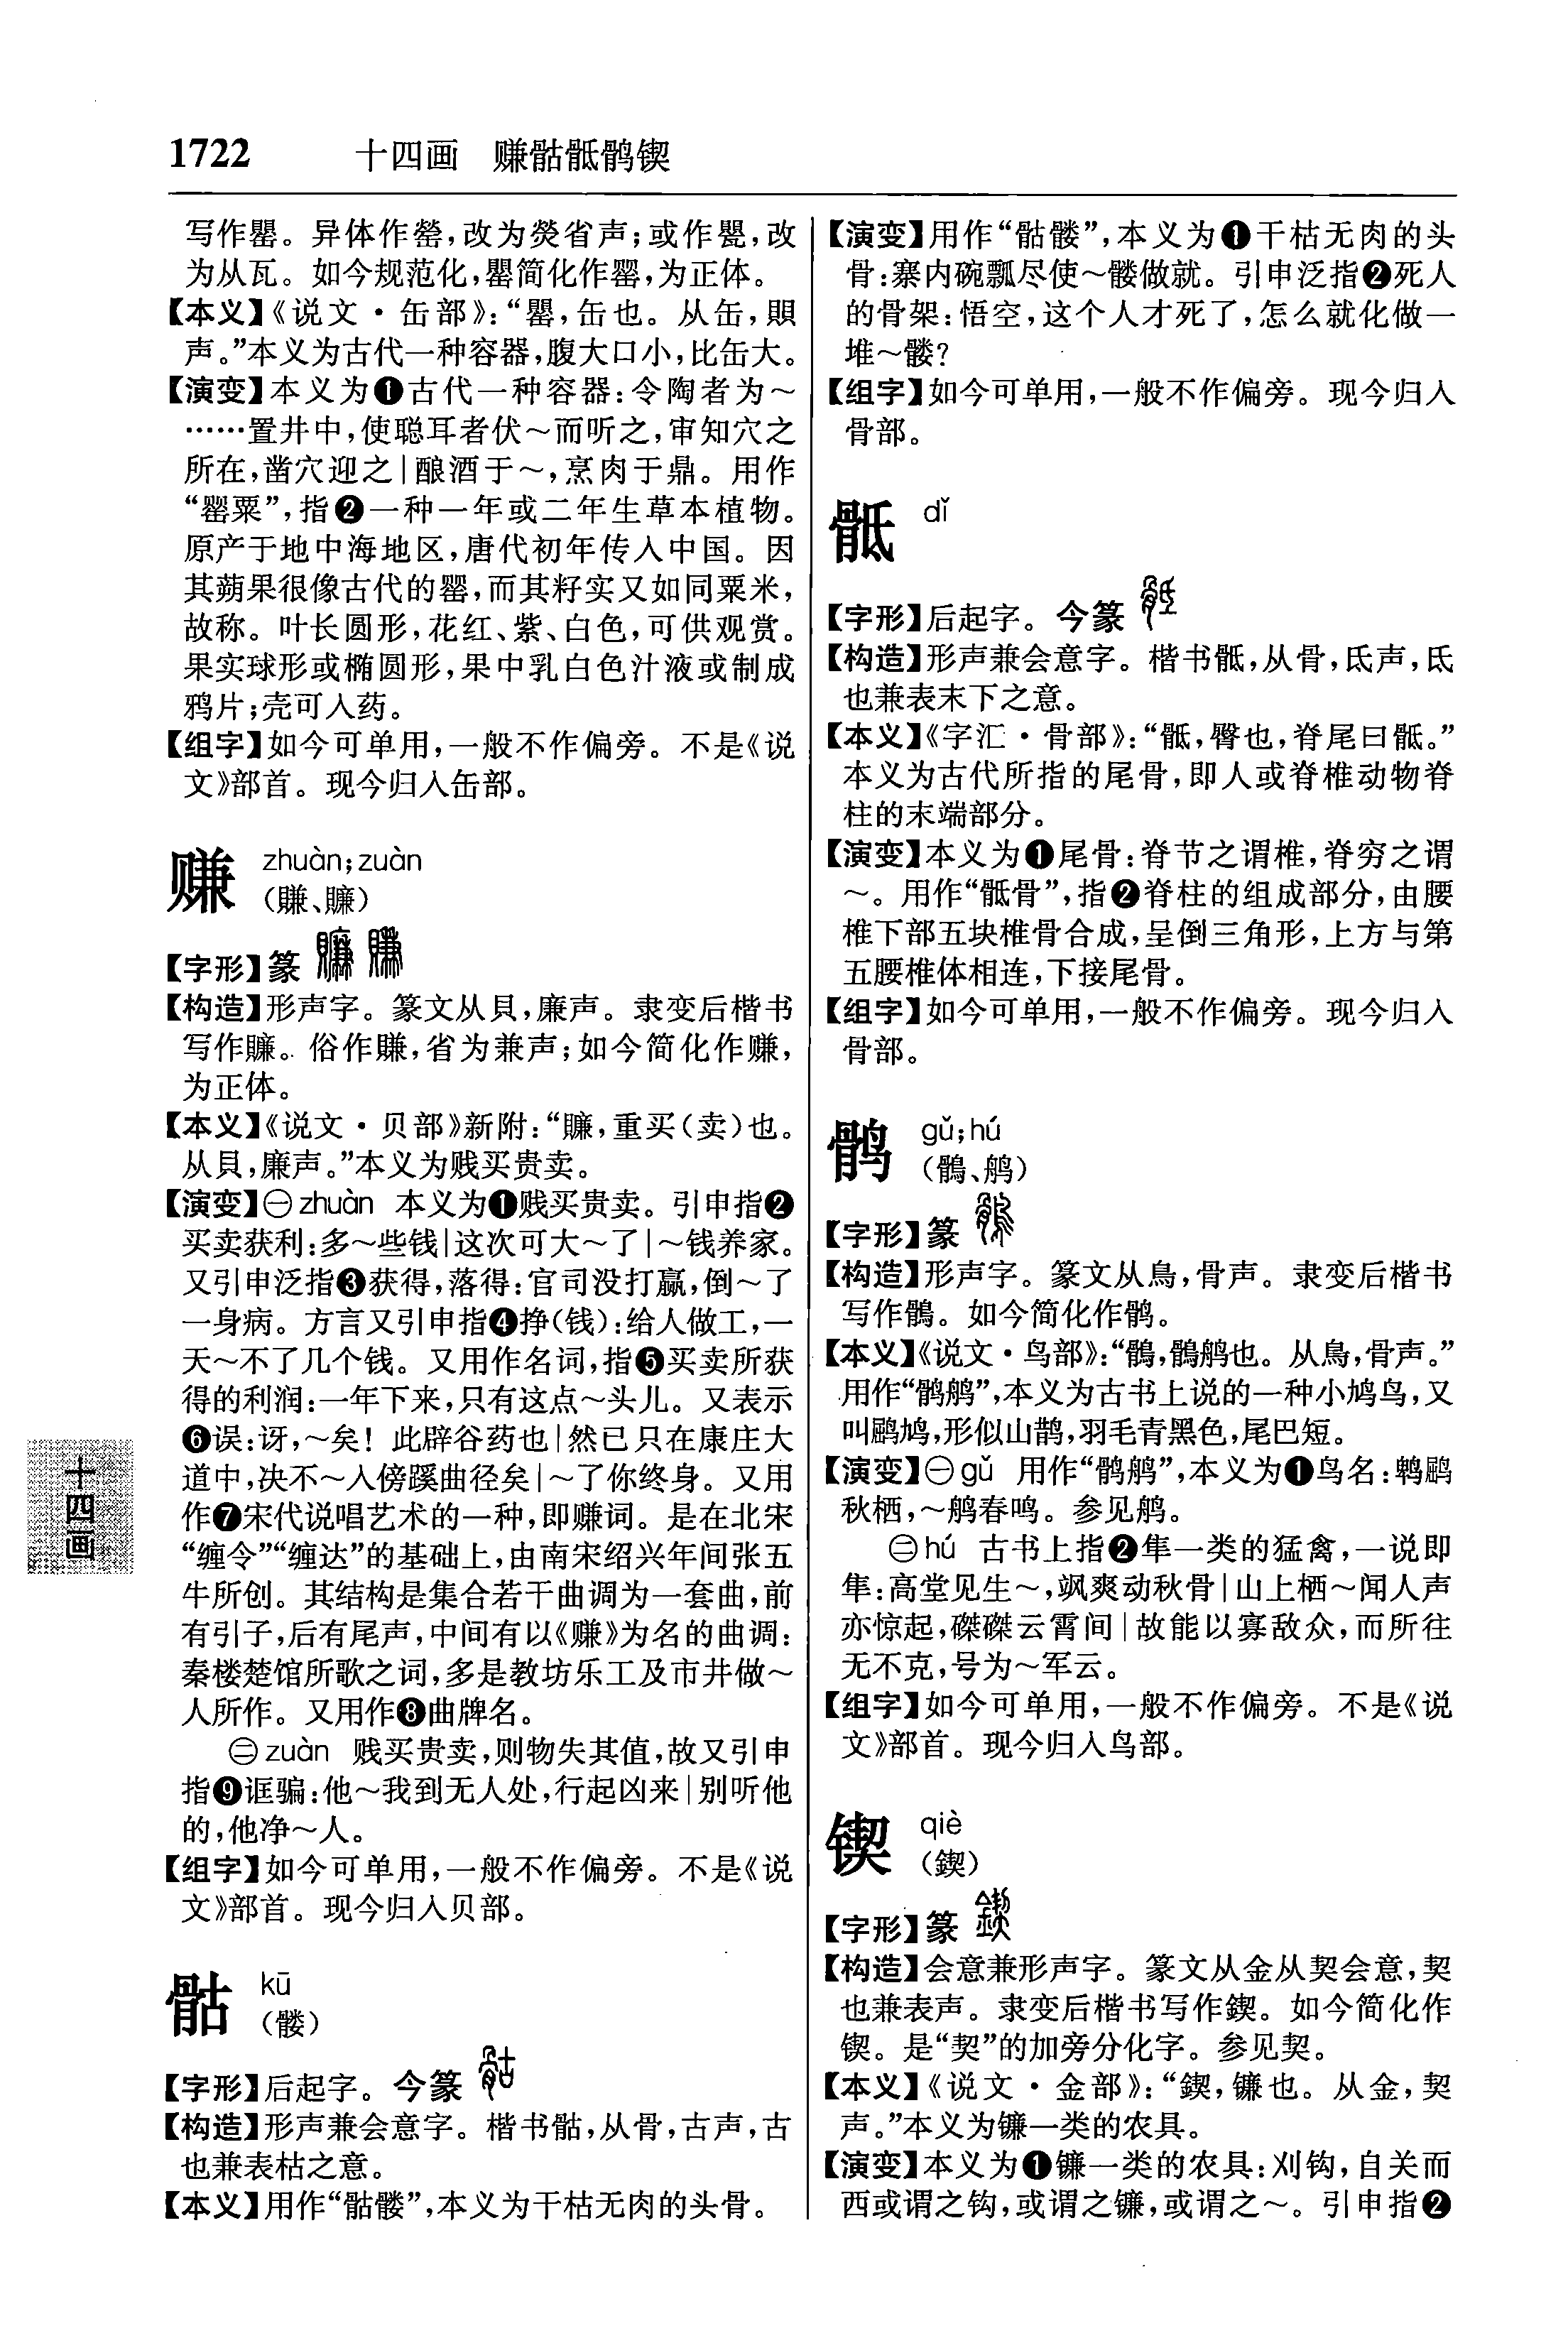 1722 十四画 赚骷骶鹘锲
写作罌。异体作罃,改为熒省声;或作甖,改
为从瓦。如今规范化,罌简化作罂,为正体。
【本义】《说文·缶部》:“罌,缶也。从缶,賏
声。”本义为古代一种容器,腹大口小,比缶大。
【演变】本义为❶古代一种容器:令陶者为～
……置井中,使聪耳者伏～而听之,审知穴之
所在,凿穴迎之|酿酒于～,烹肉于鼎。用作
“罂粟”,指❷一种一年或二年生草本植物。
原产于地中海地区,唐代初年传入中国。因
其蒴果很像古代的罂,而其籽实又如同粟米,
故称。叶长圆形,花红、紫、白色,可供观赏。
果实球形或椭圆形,果中乳白色汁液或制成
鸦片;壳可入药。
【组字】如今可单用,一般不作偏旁。不是《说
文》部首。现今归入缶部。
赚 zhuàn;zuàn
(賺、賺)
【字形】篆
【构造】形声字。篆文从貝,廉声。隶变后楷书
写作賺。俗作賺,省为兼声;如今简化作赚,
为正体。
【本义】《说文·贝部》新附:“賺,重买(卖)也。
从貝,廉声。”本义为贱买贵卖。
【演变】㊀zhuàn 本义为❶贱买贵卖。引申指❷
买卖获利:多～些钱|这次可大～了|～钱养家。
又引申泛指❸获得,落得:官司没打赢,倒～了
一身病。方言又引申指❹挣(钱):给人做工,一
天～不了几个钱。又用作名词,指❺买卖所获
得的利润:一年下来,只有这点～头儿。又表示
❻误:讶,～矣!此辟谷药也|然已只在康庄大
道中,决不～入傍蹊曲径矣|～了你终身。又用
作❼宋代说唱艺术的一种,即赚词。是在北宋
“缠令”“缠达”的基础上,由南宋绍兴年间张五
牛所创。其结构是集合若干曲调为一套曲,前
有引子,后有尾声,中间有以《赚》为名的曲调:
秦楼楚馆所歌之词,多是教坊乐工及市井做～
人所作。又用作❽曲牌名。
㊁zuàn 贱买贵卖,则物失其值,故又引申
指❾诓骗:他～我到无人处,行起凶来|别听他
的,他净～人。
【组字】如今可单用,一般不作偏旁。不是《说
文》部首。现今归入贝部。
骷 kū
(髅)
【字形】后起字。今篆
【构造】形声兼会意字。楷书骷,从骨,古声,古
也兼表枯之意。
【本义】用作“骷髅”,本义为干枯无肉的头骨。
【演变】用作“骷髅”,本义为❶干枯无肉的头
骨:寨内碗瓢尽使～髅做就。引申泛指❷死人
的骨架:悟空,这个人才死了,怎么就化做一
堆～髅?
【组字】如今可单用,一般不作偏旁。现今归入
骨部。
骶 dǐ
【字形】后起字。今篆
【构造】形声兼会意字。楷书骶,从骨,氐声,氐
也兼表末下之意。
【本义】《字汇·骨部》:“骶,臀也,脊尾曰骶。”
本义为古代所指的尾骨,即人或脊椎动物脊
柱的末端部分。
【演变】本义为❶尾骨:脊节之谓椎,脊穷之谓
～。用作“骶骨”,指❷脊柱的组成部分,由腰
椎下部五块椎骨合成,呈倒三角形,上方与第
五腰椎体相连,下接尾骨。
【组字】如今可单用,一般不作偏旁。现今归入
骨部。
鹘 gǔ;hú
(鶻、鸼)
【字形】篆
【构造】形声字。篆文从鳥,骨声。隶变后楷书
写作鶻。如今简化作鹘。
【本义】《说文·鸟部》:“鶻,鶻鸼也。从鳥,骨声。”
用作“鹘鸼”,本义为古书上说的一种小鸠鸟,又
叫鹠鸠,形似山鹊,羽毛青黑色,尾巴短。
【演变】㊀gǔ 用作“鹘鸼”,本义为❶鸟名:鹎鹠
秋栖,～鸼春鸣。参见鸼。
㊁hú 古书上指❷隼一类的猛禽,一说即
隼:高堂见生～,飒爽动秋骨|山上栖～闻人声
亦惊起,磔磔云霄间|故能以寡敌众,而所往
无不克,号为～军云。
【组字】如今可单用,一般不作偏旁。不是《说
文》部首。现今归入鸟部。
锲 qiè
(鍥)
【字形】篆
【构造】会意兼形声字。篆文从金从契会意,契
也兼表声。隶变后楷书写作鍥。如今简化作
锲。是“契”的加旁分化字。参见契。
【本义】《说文·金部》:“鍥,镰也。从金,契
声。”本义为镰一类的农具。
【演变】本义为❶镰一类的农具:刈钩,自关而
西或谓之钩,或谓之镰,或谓之～。引申指❷
十四画